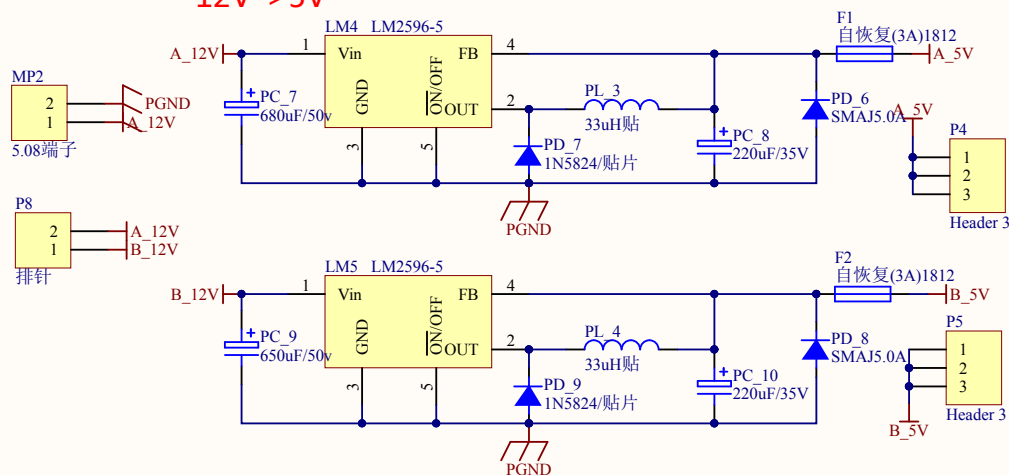 12V->5V
LM4 LM2596-5
F1
自恢复(3A)1812
A_12V
1
Vin
FB
4
A_5V
MP2
2
1
PGND
A_12V
5.08端子
PC_7
680uF/50v
GND
ON/OFF
OUT
2
3
5
PL_3
33uH贴
PD_7
1N5824/贴片
PC_8
220uF/35V
PD_6
SMAJ5.0A
A_5V
P4
1
2
3
Header 3
PGND
P8
2
1
A_12V
B_12V
排针
LM5 LM2596-5
F2
自恢复(3A)1812
B_12V
1
Vin
FB
4
B_5V
PC_9
650uF/50v
GND
ON/OFF
OUT
2
3
5
PL_4
33uH贴
PD_9
1N5824/贴片
PC_10
220uF/35V
PD_8
SMAJ5.0A
P5
1
2
3
Header 3
B_5V
PGND